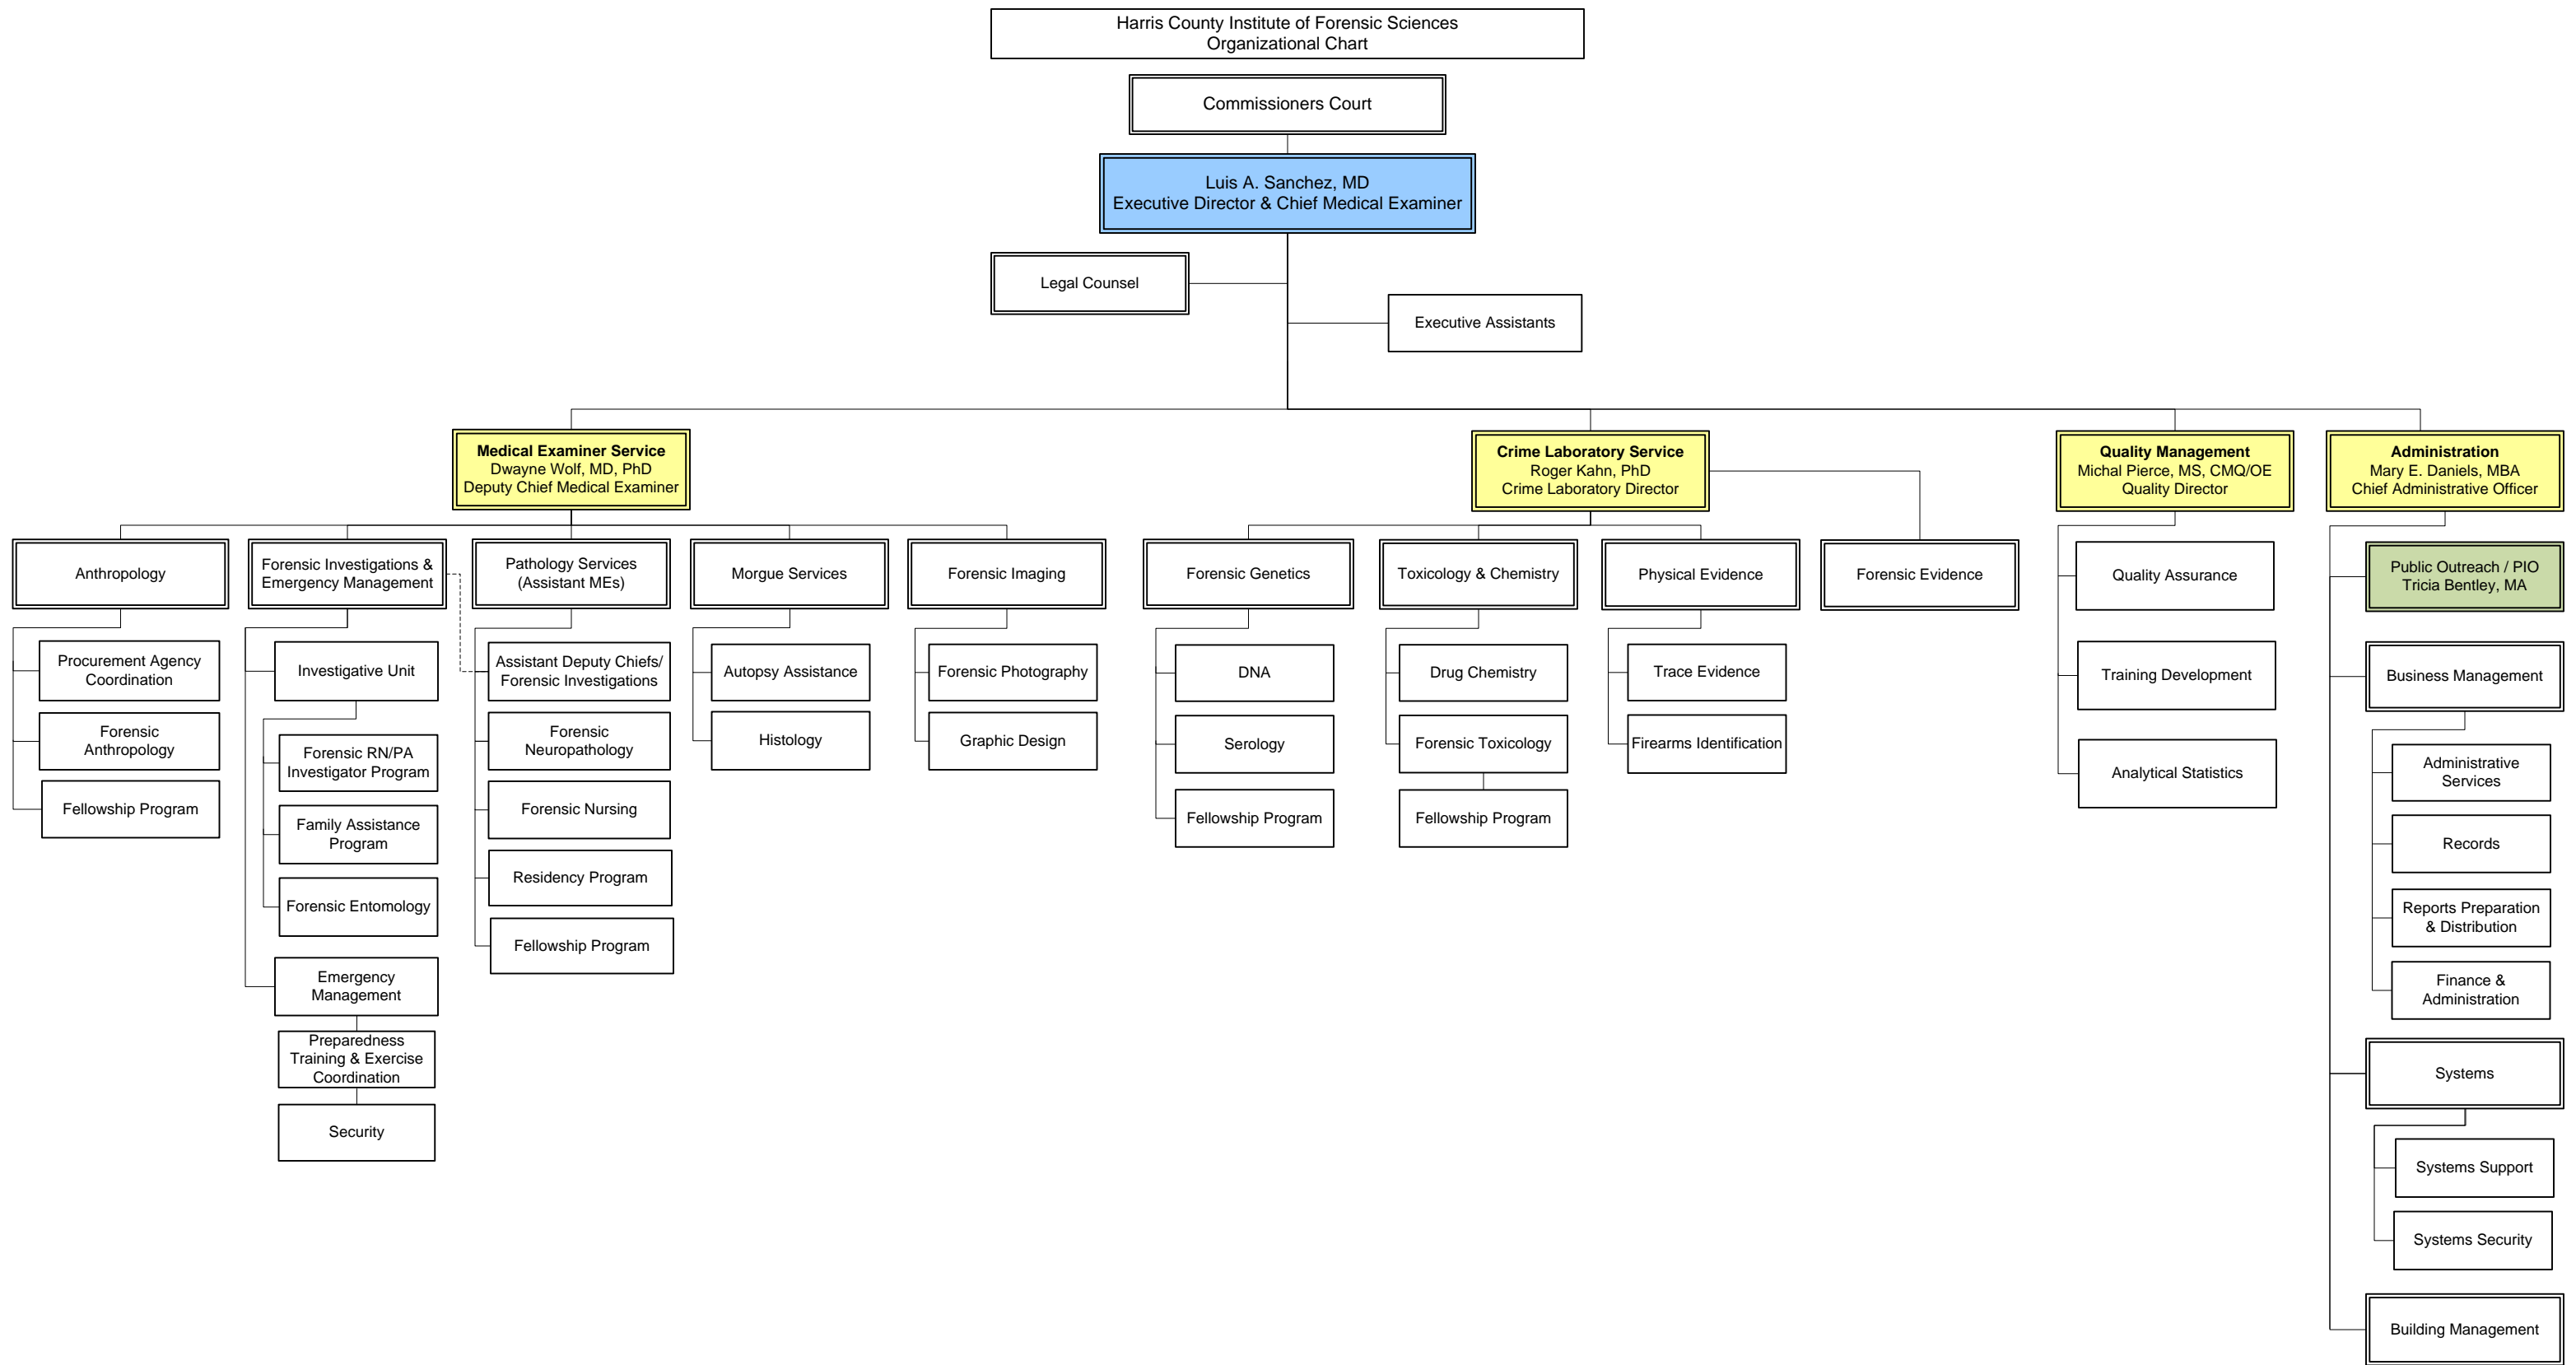 Harris County Institute of Forensic Sciences
Organizational Chart
Commissioners Court
Luis A. Sanchez, MD
Executive Director & Chief Medical Examiner
Legal Counsel
Executive Assistants
Medical Examiner Service
Dwayne Wolf, MD, PhD
Deputy Chief Medical Examiner
Crime Laboratory Service
Roger Kahn, PhD
Crime Laboratory Director
Quality Management
Michal Pierce, MS, CMQ/OE
Quality Director
Administration
Mary E. Daniels, MBA
Chief Administrative Officer
Anthropology
Procurement Agency
Coordination
Forensic
Anthropology
Fellowship Program
Forensic Investigations &
Emergency Management
Investigative Unit
Forensic RN/PA
Investigator Program
Family Assistance
Program
Forensic Entomology
Emergency
Management
Preparedness
Training & Exercise
Coordination
Security
Pathology Services
(Assistant MEs)
Assistant Deputy Chiefs/
Forensic Investigations
Forensic
Neuropathology
Forensic Nursing
Residency Program
Fellowship Program
Morgue Services
Autopsy Assistance
Histology
Forensic Imaging
Forensic Photography
Graphic Design
Forensic Genetics
DNA
Serology
Fellowship Program
Toxicology & Chemistry
Drug Chemistry
Forensic Toxicology
Fellowship Program
Physical Evidence
Trace Evidence
Firearms Identification
Forensic Evidence
Quality Assurance
Training Development
Analytical Statistics
Public Outreach / PIO
Tricia Bentley, MA
Business Management
Administrative
Services
Records
Reports Preparation
& Distribution
Finance &
Administration
Systems
Systems Support
Systems Security
Building Management